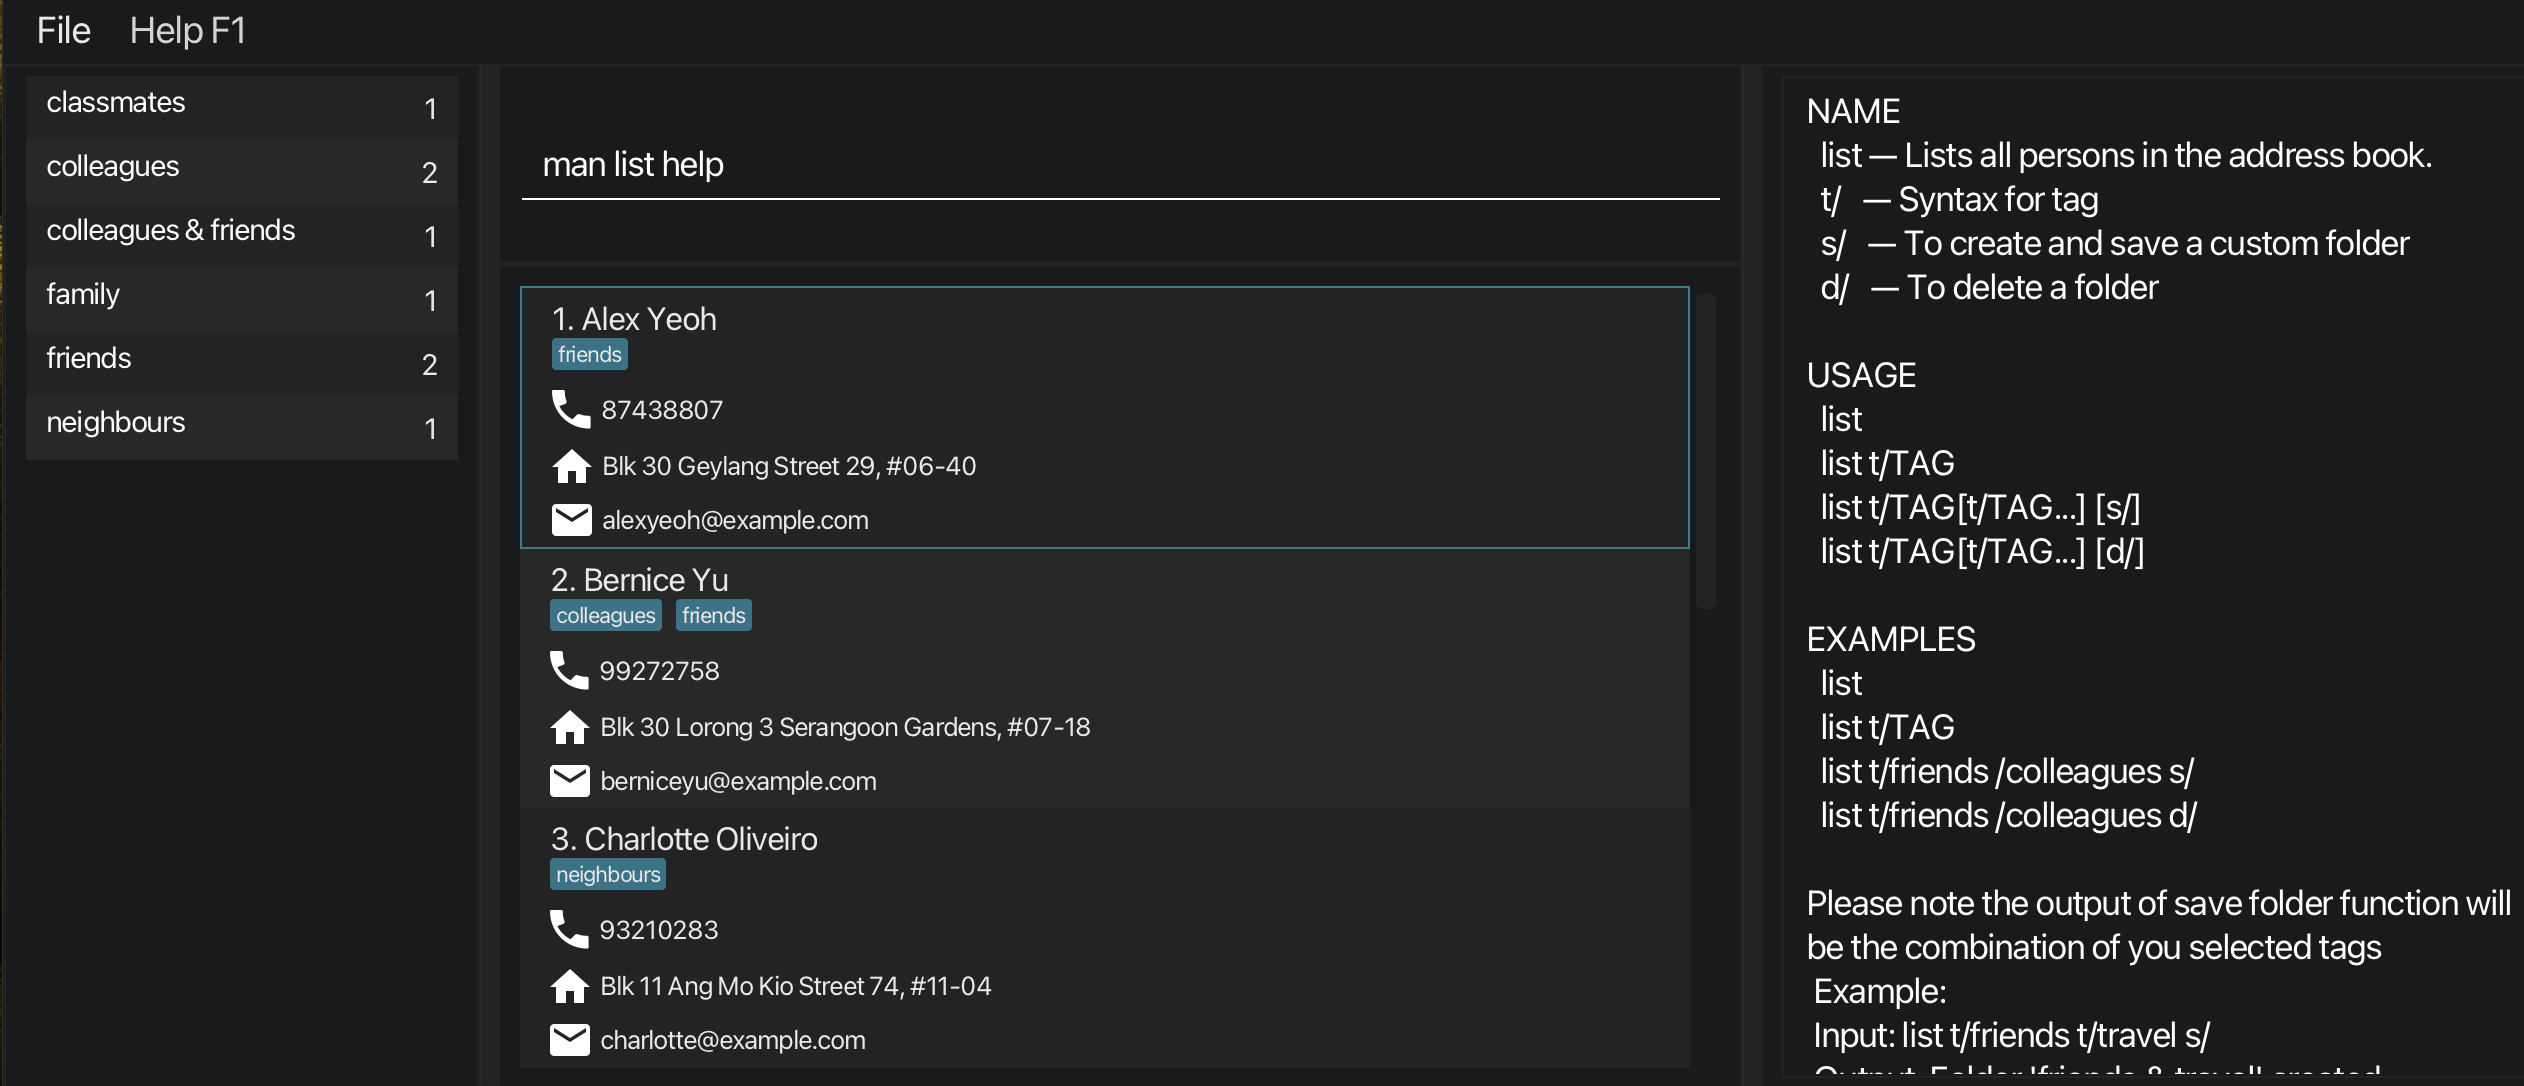 File Help F1
classmates 1
colleagues 2
colleagues & friends 1
family 1
friends 2
neighbours 1
man list help
1. Alex Yeoh
friends
87438807
Blk 30 Geylang Street 29, #06-40
alexyeoh@example.com
2. Bernice Yu
colleagues friends
99272758
Blk 30 Lorong 3 Serangoon Gardens, #07-18
berniceyu@example.com
3. Charlotte Oliveiro
neighbours
93210283
Blk 11 Ang Mo Kio Street 74, #11-04
charlotte@example.com
NAME
list — Lists all persons in the address book.
t/ — Syntax for tag
s/ — To create and save a custom folder
d/ — To delete a folder
USAGE
list
list t/TAG
list t/TAG[t/TAG...] [s/]
list t/TAG[t/TAG...] [d/]
EXAMPLES
list
list t/TAG
list t/friends /colleagues s/
list t/friends /colleagues d/
Please note the output of save folder function will
be the combination of you selected tags
Example:
Input: list t/friends t/travel s/
Output: Folder 'friends & travel' created